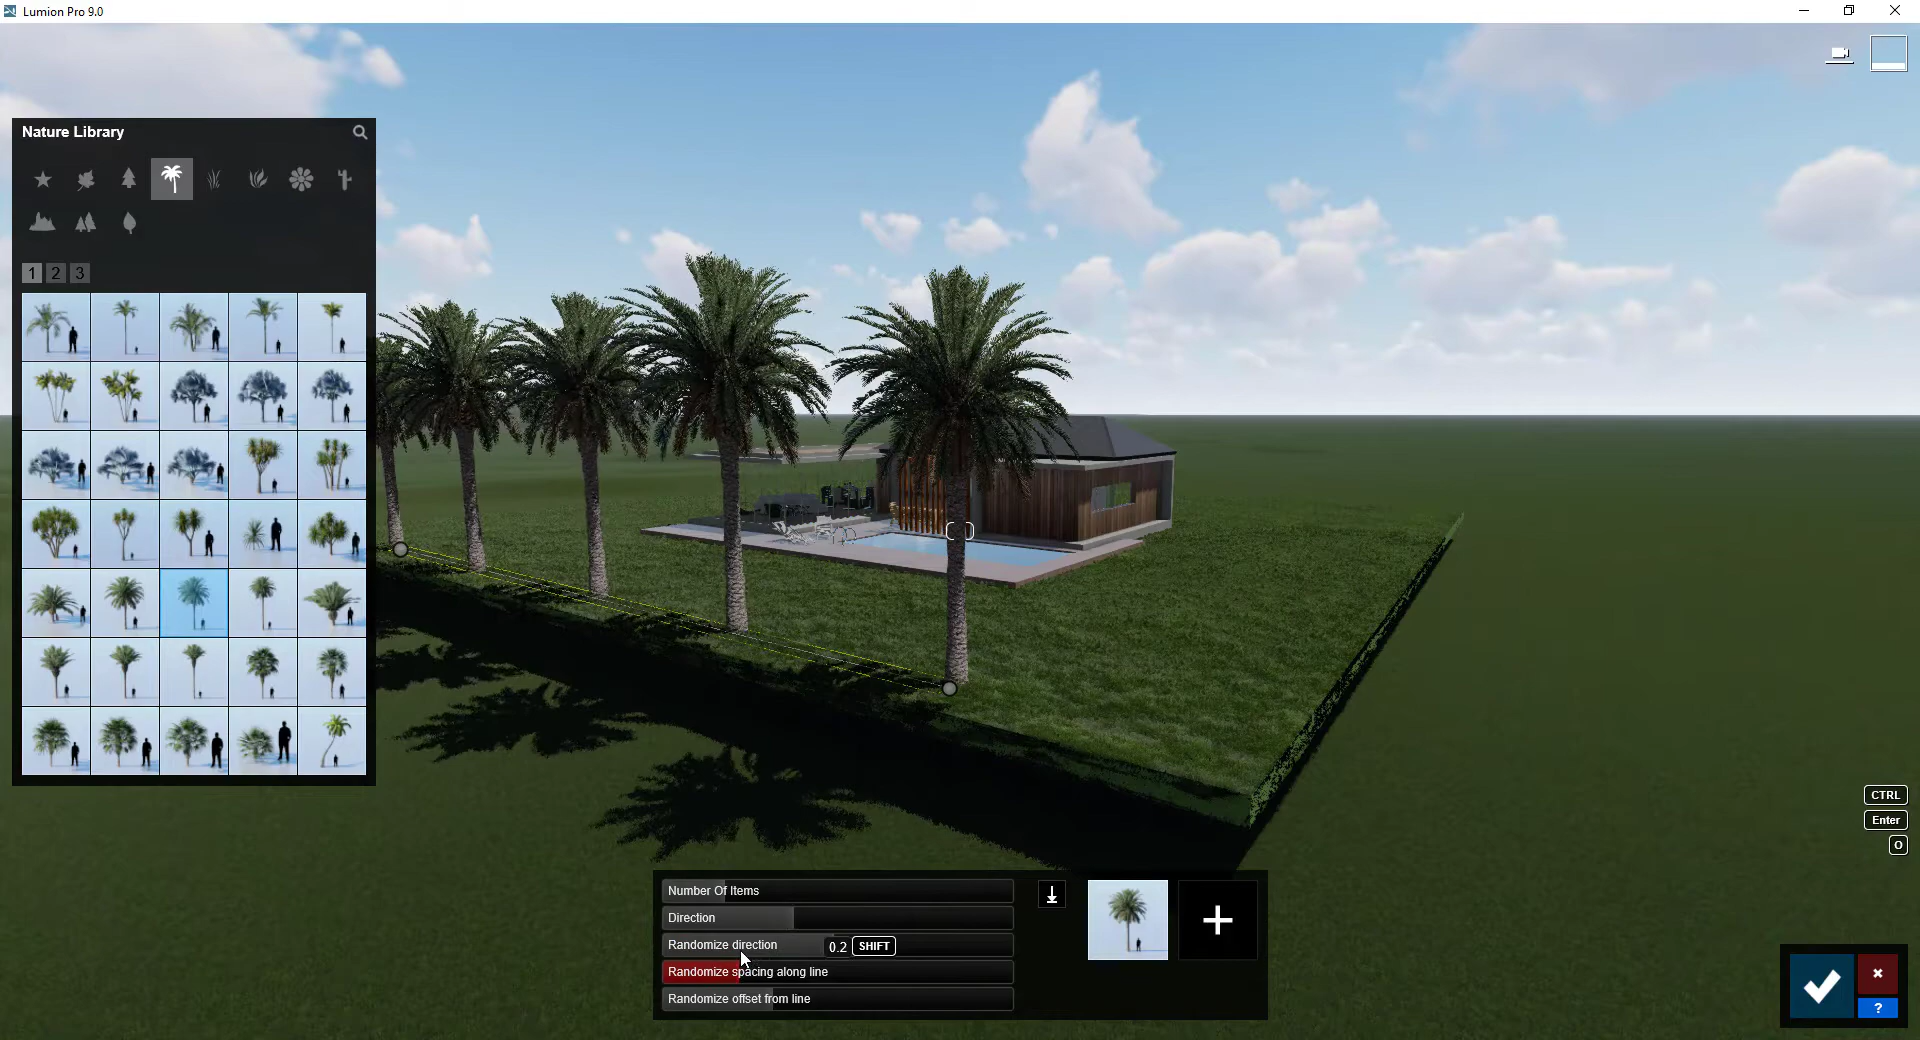 Lumion Pro 9.0
Nature Library
1 2 3
CTRL
Enter
O
Number Of Items
Direction
Randomize direction 0.2 SHIFT
Randomize spacing along line
Randomize offset from line
?